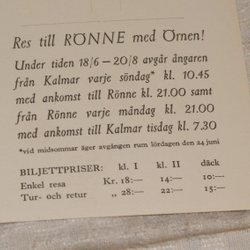 Res till RÖNNE med Örnen!
Under tiden 18/6—20/8 avgår ångaren
från Kalmar varje söndag* kl. 10.45
med ankomst till Rönne kl. 21.00 samt
från Rönne varje måndag kl. 21.00
med ankomst till Kalmar tisdag kl. 7.30
*vid midsommar äger avgången rum lördagen den 24 juni
BILJETTPRISER: kl. I kl. II däck
Enkel resa Kr. 18:— 14:— 10:—
Tur- och retur „ 28:— 22:— 15:—